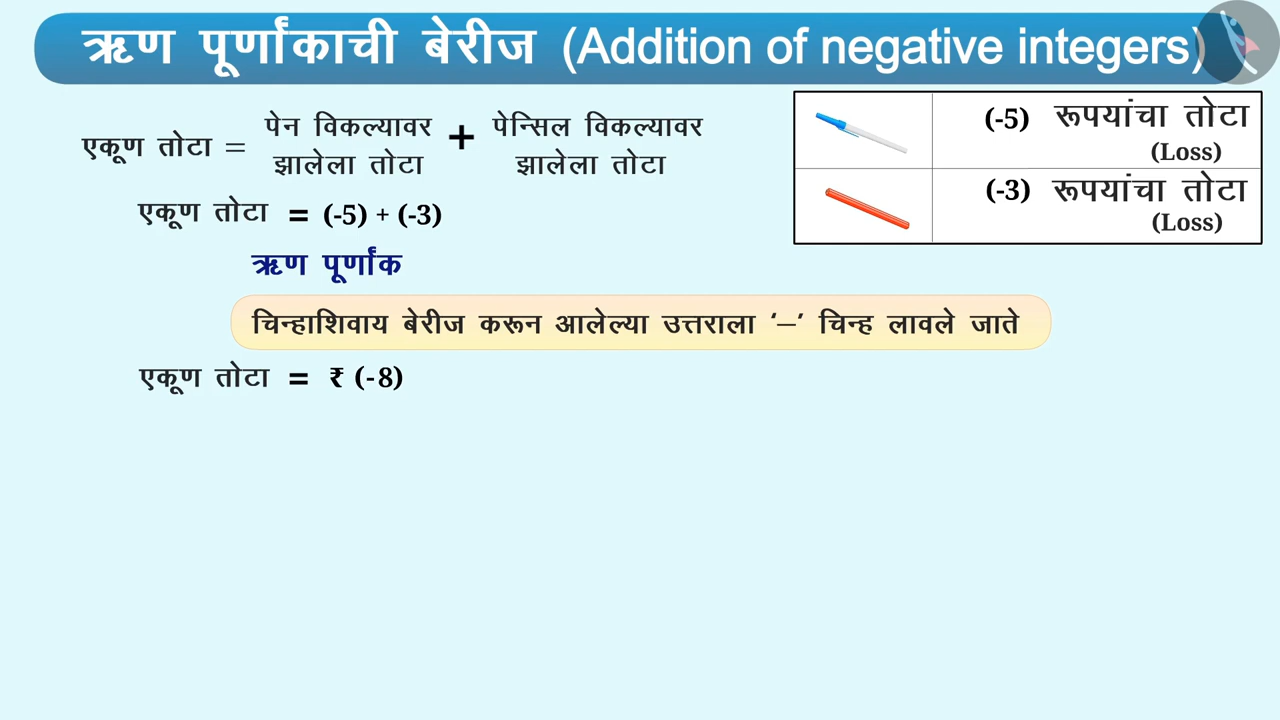 ऋण पूर्णांकाची बेरीज (Addition of negative integers)
एकूण तोटा = पेन विकल्यावर झालेला तोटा + पेन्सिल विकल्यावर झालेला तोटा
(-5) रूपयांचा तोटा
(Loss)
(-3) रूपयांचा तोटा
(Loss)
एकूण तोटा = (-5) + (-3)
ऋण पूर्णांक
चिन्हाशिवाय बेरीज करून आलेल्या उत्तराला ‘–’ चिन्ह लावले जाते
एकूण तोटा = ₹ (-8)